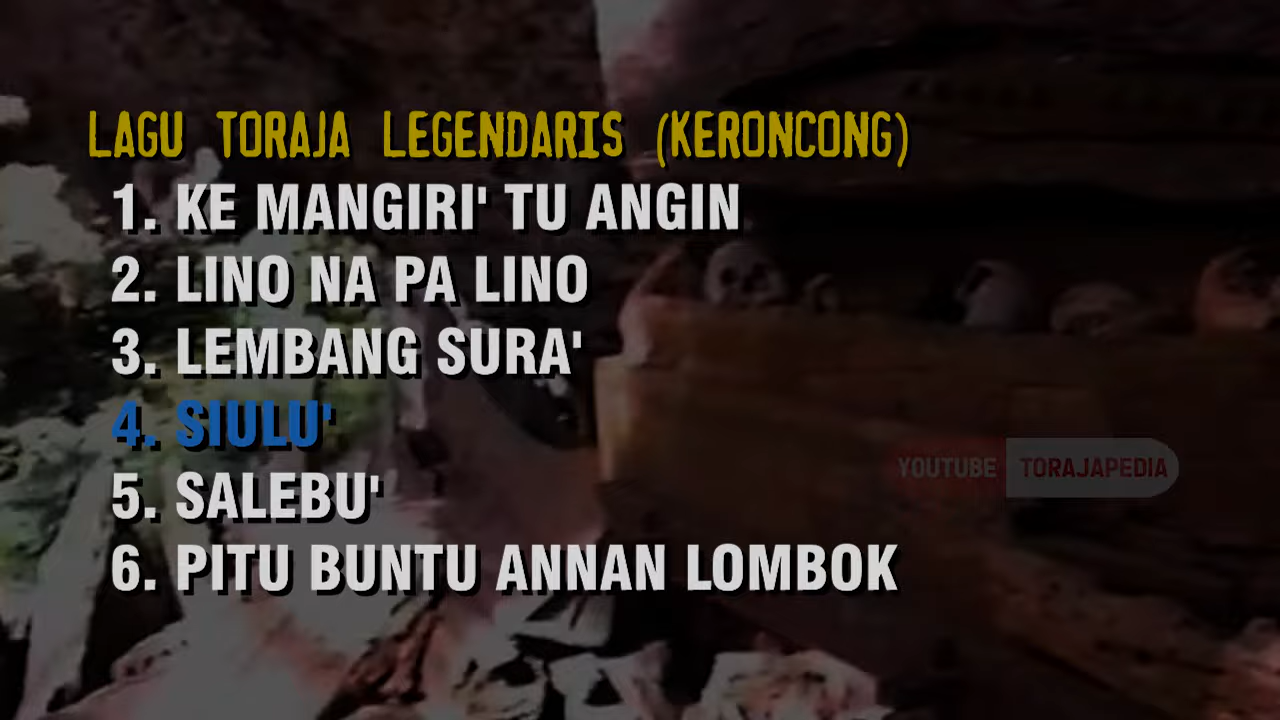 LAGU TORAJA LEGENDARIS (KERONCONG)
1. KE MANGIRI' TU ANGIN
2. LINO NA PA LINO
3. LEMBANG SURA'
4. SIULU'
5. SALEBU'
6. PITU BUNTU ANNAN LOMBOK
YOUTUBE TORAJAPEDIA